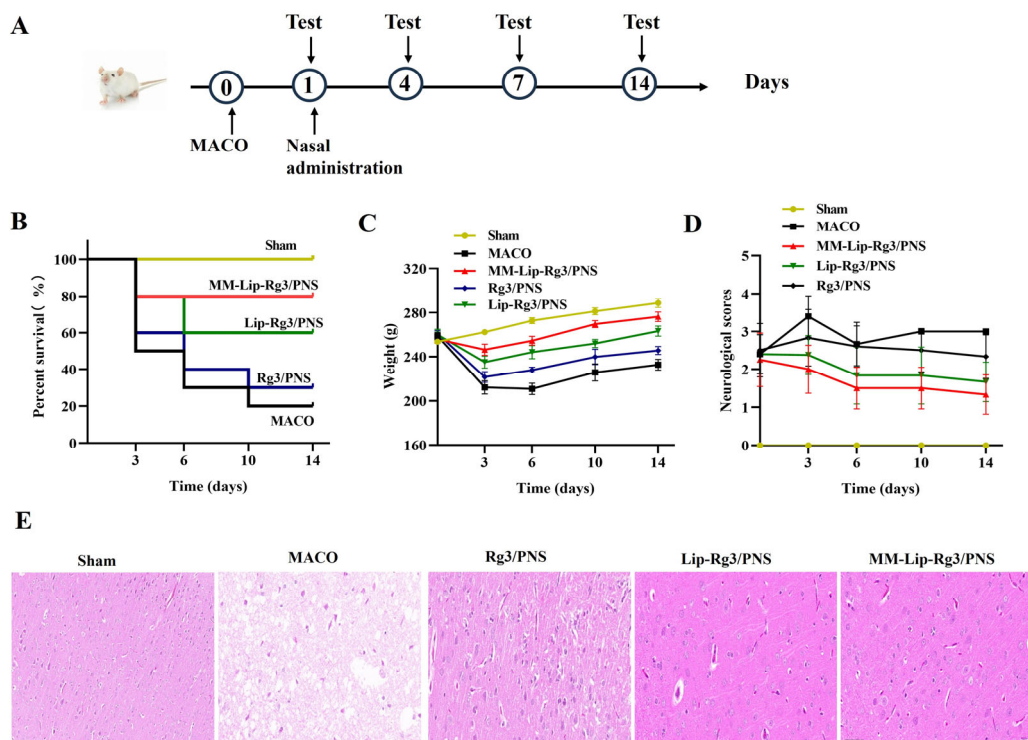 A
Test Test Test Test
0 1 4 7 14 Days
MACO Nasal
administration
B
Percent survival ( %)
100
80
60
40
20
0
Sham
MM-Lip-Rg3/PNS
Lip-Rg3/PNS
Rg3/PNS
MACO
3 6 10 14
Time (days)
C
Sham
MACO
MM-Lip-Rg3/PNS
Rg3/PNS
Lip-Rg3/PNS
Weight (g)
280
240
200
160
3 6 10 14
Time (days)
D
Sham
MACO
MM-Lip-Rg3/PNS
Lip-Rg3/PNS
Rg3/PNS
Neurological scores
5
4
3
2
1
0
3 6 10 14
Time (days)
E
Sham MACO Rg3/PNS Lip-Rg3/PNS MM-Lip-Rg3/PNS